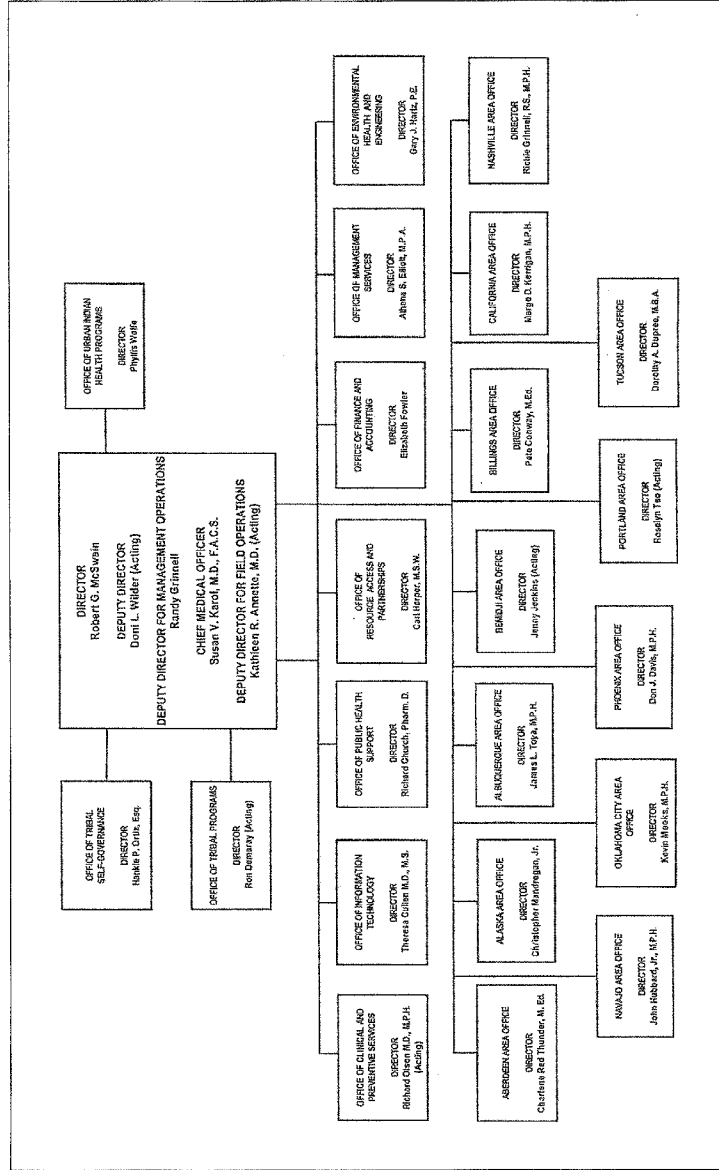 OFFICE OF TRIBAL
SELF-GOVERNANCE
DIRECTOR
Hankie P. Ortiz, Esq.
OFFICE OF TRIBAL PROGRAMS
DIRECTOR
Ron Demaray (Acting)
DIRECTOR
Robert G. McSwain
DEPUTY DIRECTOR
Doni L. Wilder (Acting)
DEPUTY DIRECTOR FOR MANAGEMENT OPERATIONS
Randy Grinnell
CHIEF MEDICAL OFFICER
Susan V. Karol, M.D., F.A.C.S.
DEPUTY DIRECTOR FOR FIELD OPERATIONS
Kathleen R. Annette, M.D. (Acting)
OFFICE OF URBAN INDIAN
HEALTH PROGRAMS
DIRECTOR
Phyllis Wolfe
OFFICE OF CLINICAL AND
PREVENTIVE SERVICES
DIRECTOR
Richard Olson M.D., M.P.H.
(Acting)
OFFICE OF INFORMATION
TECHNOLOGY
DIRECTOR
Theresa Cullen M.D., M.S.
OFFICE OF PUBLIC HEALTH
SUPPORT
DIRECTOR
Richard Church, Pharm. D.
OFFICE OF
RESOURCE ACCESS AND
PARTNERSHIPS
DIRECTOR
Carl Harper, M.S.W.
OFFICE OF FINANCE AND
ACCOUNTING
DIRECTOR
Elizabeth Fowler
OFFICE OF MANAGEMENT
SERVICES
DIRECTOR
Athena S. Elliott, M.P.A.
OFFICE OF ENVIRONMENTAL
HEALTH AND
ENGINEERING
DIRECTOR
Gary J. Hartz, P.E.
ABERDEEN AREA OFFICE
DIRECTOR
Charlene Red Thunder, M. Ed.
ALASKA AREA OFFICE
DIRECTOR
Christopher Mandregan, Jr.
ALBUQUERQUE AREA OFFICE
DIRECTOR
James L. Toya, M.P.H.
BEMIDJI AREA OFFICE
DIRECTOR
Jenny Jenkins (Acting)
BILLINGS AREA OFFICE
DIRECTOR
Pete Conway, M.Ed.
CALIFORNIA AREA OFFICE
DIRECTOR
Margo D. Kerrigan, M.P.H.
NASHVILLE AREA OFFICE
DIRECTOR
Richie Grinnell, R.S., M.P.H.
NAVAJO AREA OFFICE
DIRECTOR
John Hubbard, Jr., M.P.H.
OKLAHOMA CITY AREA
OFFICE
DIRECTOR
Kevin Meeks, M.P.H.
PHOENIX AREA OFFICE
DIRECTOR
Don J. Davis, M.P.H.
PORTLAND AREA OFFICE
DIRECTOR
Roselyn Tso (Acting)
TUCSON AREA OFFICE
DIRECTOR
Dorothy A. Dupree, M.B.A.